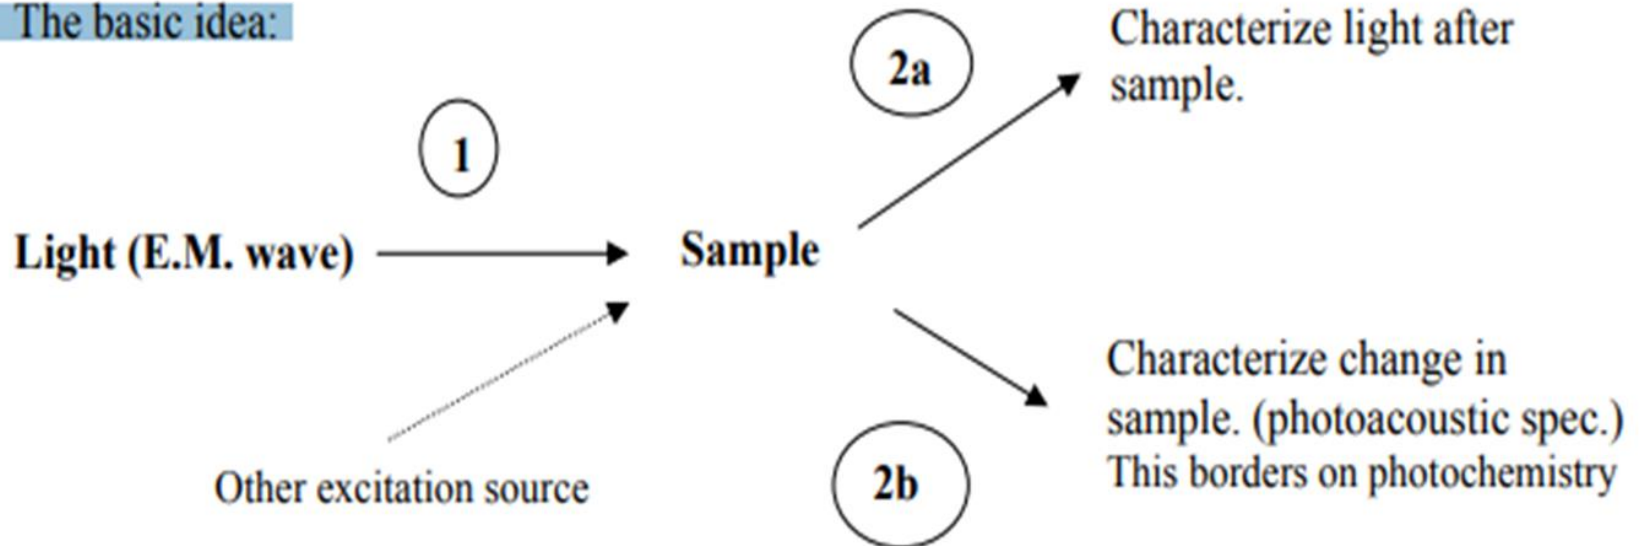 The basic idea:
2a
Characterize light after
sample.
1
Light (E.M. wave)
Sample
Other excitation source
2b
Characterize change in
sample. (photoacoustic spec.)
This borders on photochemistry